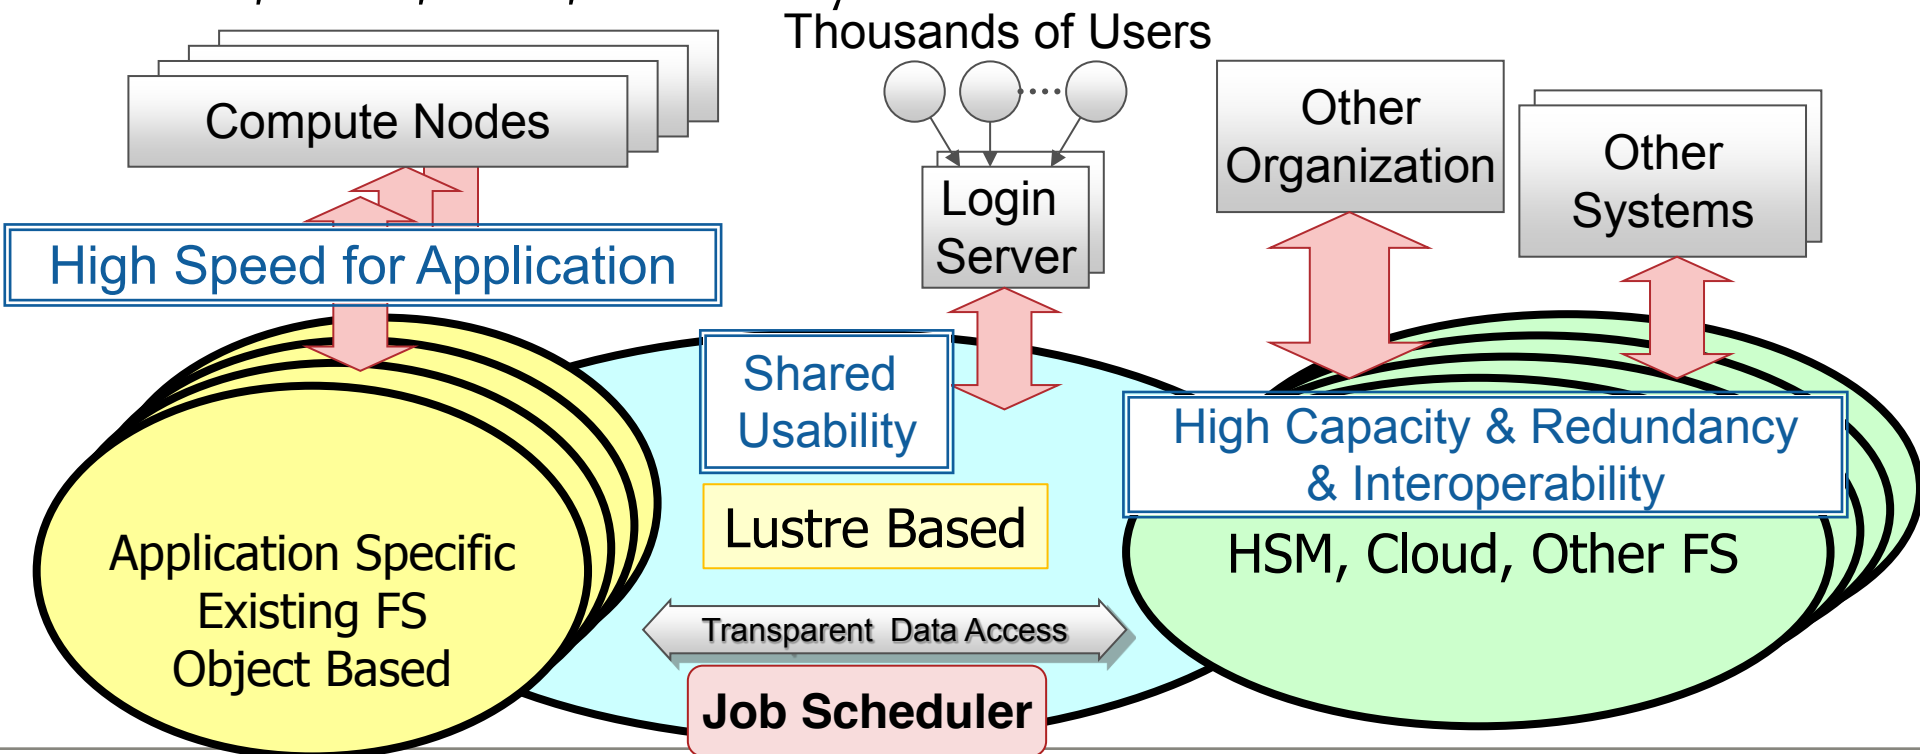 Thousands of Users
Compute Nodes
Other
Organization
Other
Systems
Login
Server
High Speed for Application
Shared
Usability
High Capacity & Redundancy
& Interoperability
Lustre Based
HSM, Cloud, Other FS
Application Specific
Existing FS
Object Based
Transparent Data Access
Job Scheduler